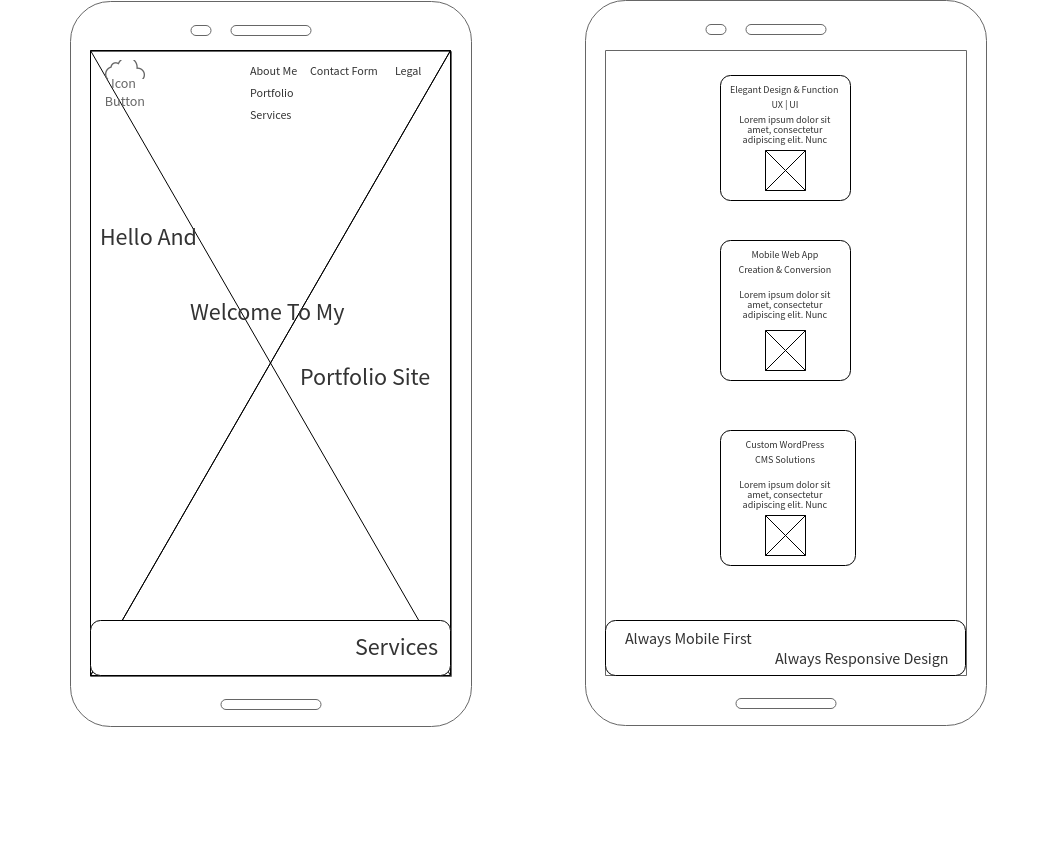 Icon
Button
About Me Contact Form Legal
Portfolio
Services
Hello And
Welcome To My
Portfolio Site
Services
Elegant Design & Function
UX | UI
Lorem ipsum dolor sit
amet, consectetur
adipiscing elit. Nunc
Mobile Web App
Creation & Conversion
Lorem ipsum dolor sit
amet, consectetur
adipiscing elit. Nunc
Custom WordPress
CMS Solutions
Lorem ipsum dolor sit
amet, consectetur
adipiscing elit. Nunc
Always Mobile First
Always Responsive Design